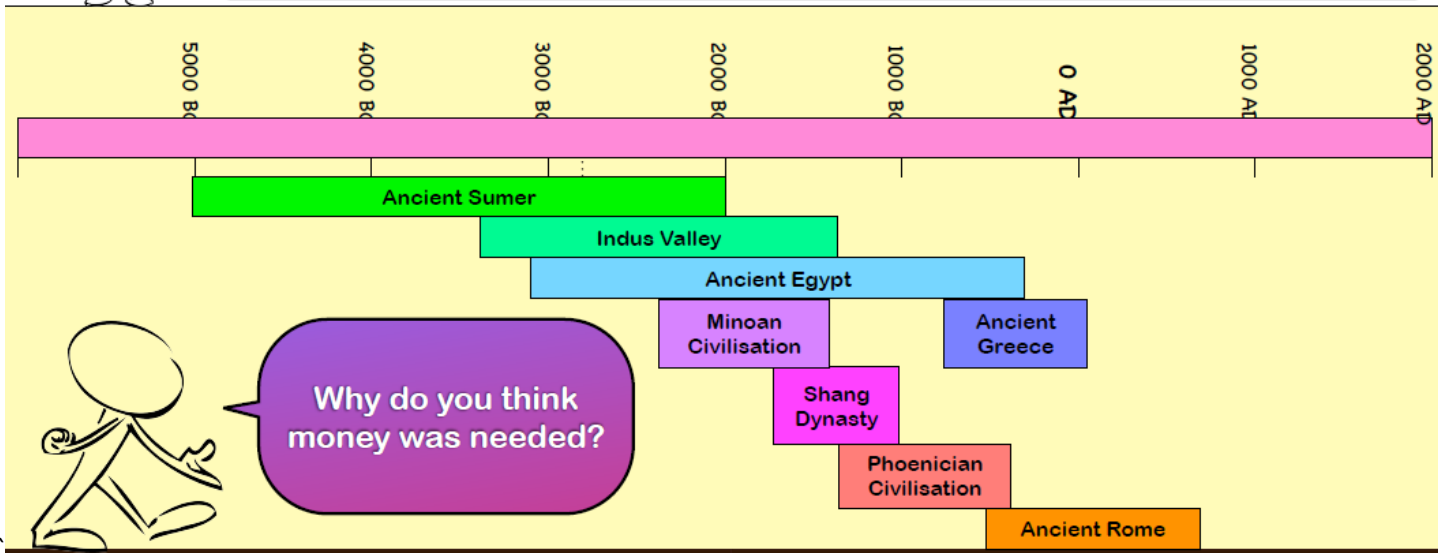 5000 BC
4000 BC
3000 BC
2000 BC
1000 BC
0 AD
1000 AD
2000 AD
Ancient Sumer
Indus Valley
Ancient Egypt
Minoan
Civilisation
Ancient
Greece
Shang
Dynasty
Phoenician
Civilisation
Ancient Rome
Why do you think
money was needed?